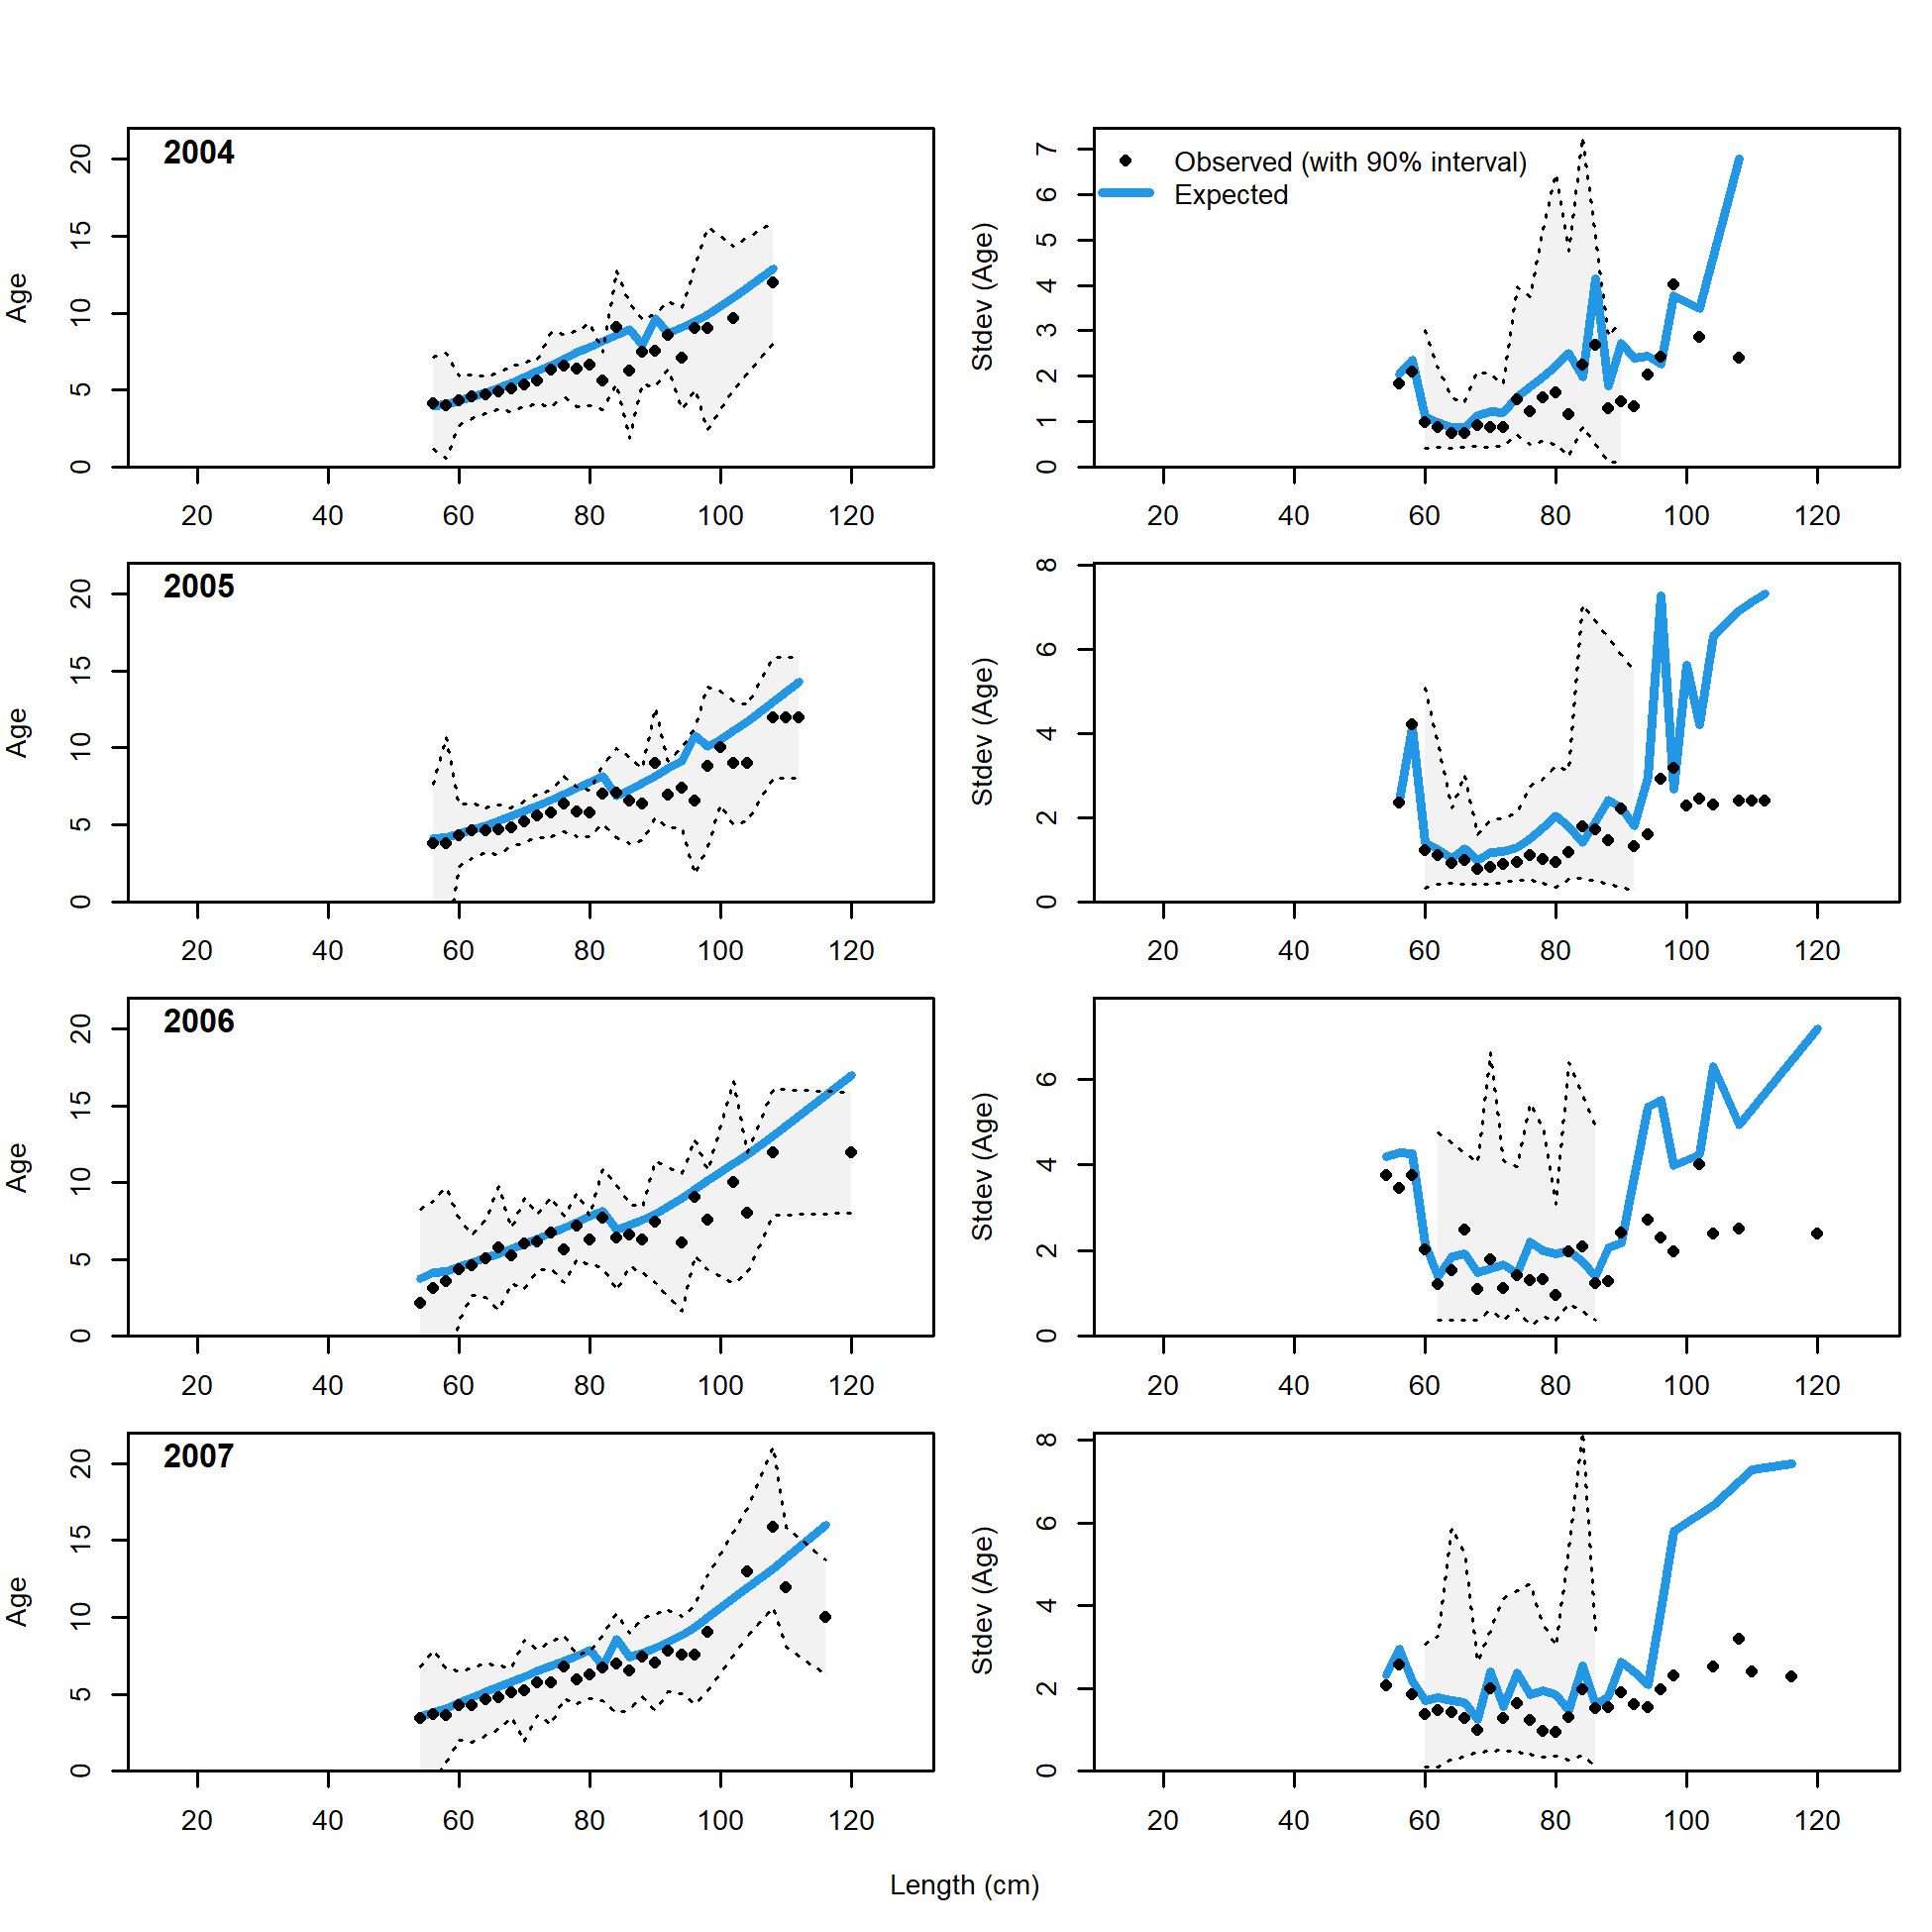 2004
Age
0 5 10 15 20
20 40 60 80 100 120
Observed (with 90% interval)
Expected
Stdev (Age)
0 1 2 3 4 5 6 7
20 40 60 80 100 120
2005
Age
0 5 10 15 20
20 40 60 80 100 120
Stdev (Age)
0 2 4 6 8
20 40 60 80 100 120
2006
Age
0 5 10 15 20
20 40 60 80 100 120
Stdev (Age)
0 2 4 6
20 40 60 80 100 120
2007
Age
0 5 10 15 20
20 40 60 80 100 120
Stdev (Age)
0 2 4 6 8
20 40 60 80 100 120
Length (cm)